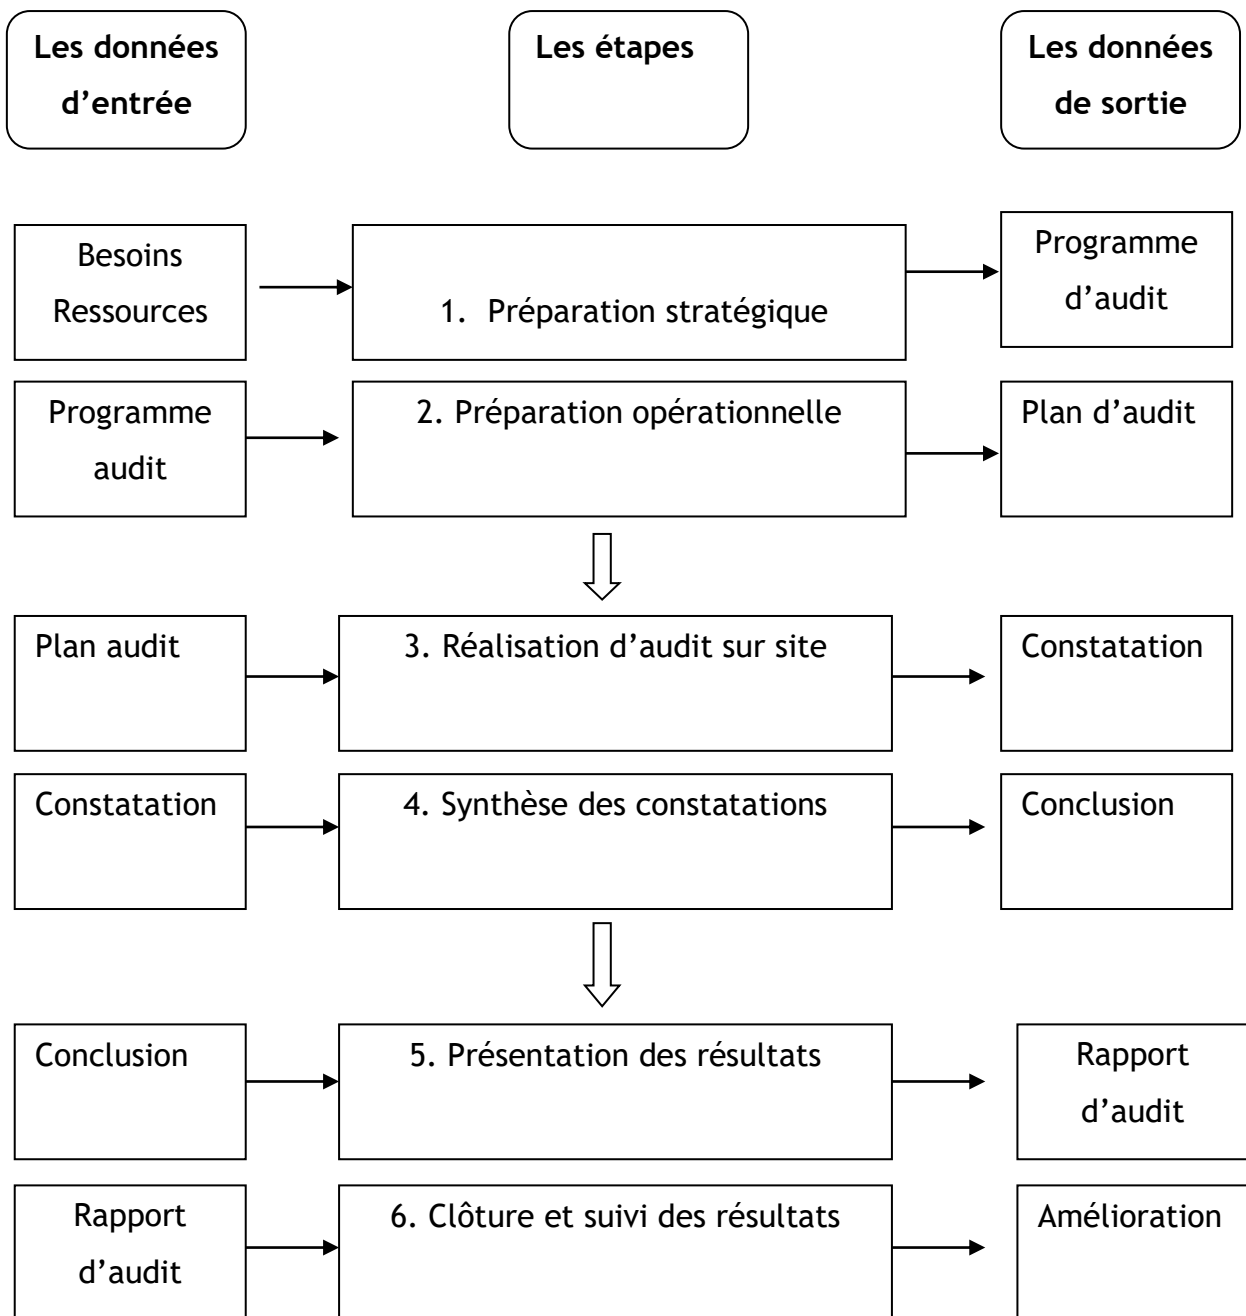 Les données
d’entrée
Les étapes
Les données
de sortie
Besoins
Ressources
1. Préparation stratégique
Programme
d’audit
Programme
audit
2. Préparation opérationnelle
Plan d’audit
Plan audit
3. Réalisation d’audit sur site
Constatation
Constatation
4. Synthèse des constatations
Conclusion
Conclusion
5. Présentation des résultats
Rapport
d’audit
Rapport
d’audit
6. Clôture et suivi des résultats
Amélioration